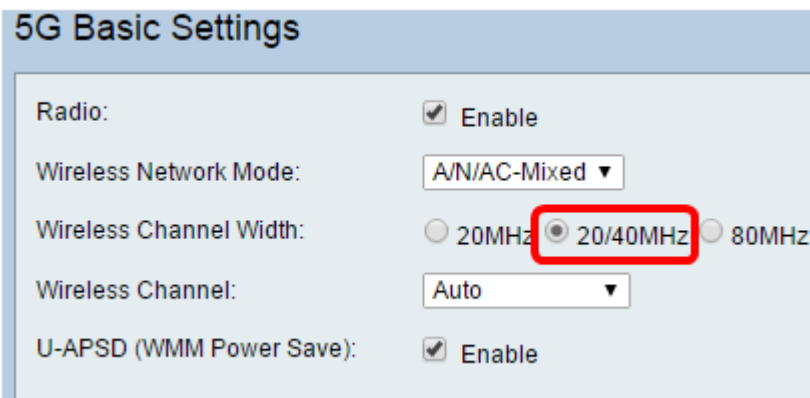 5G Basic Settings
Radio: Enable
Wireless Network Mode: A/N/AC-Mixed
Wireless Channel Width: 20MHz 20/40MHz 80MHz
Wireless Channel: Auto
U-APSD (WMM Power Save): Enable